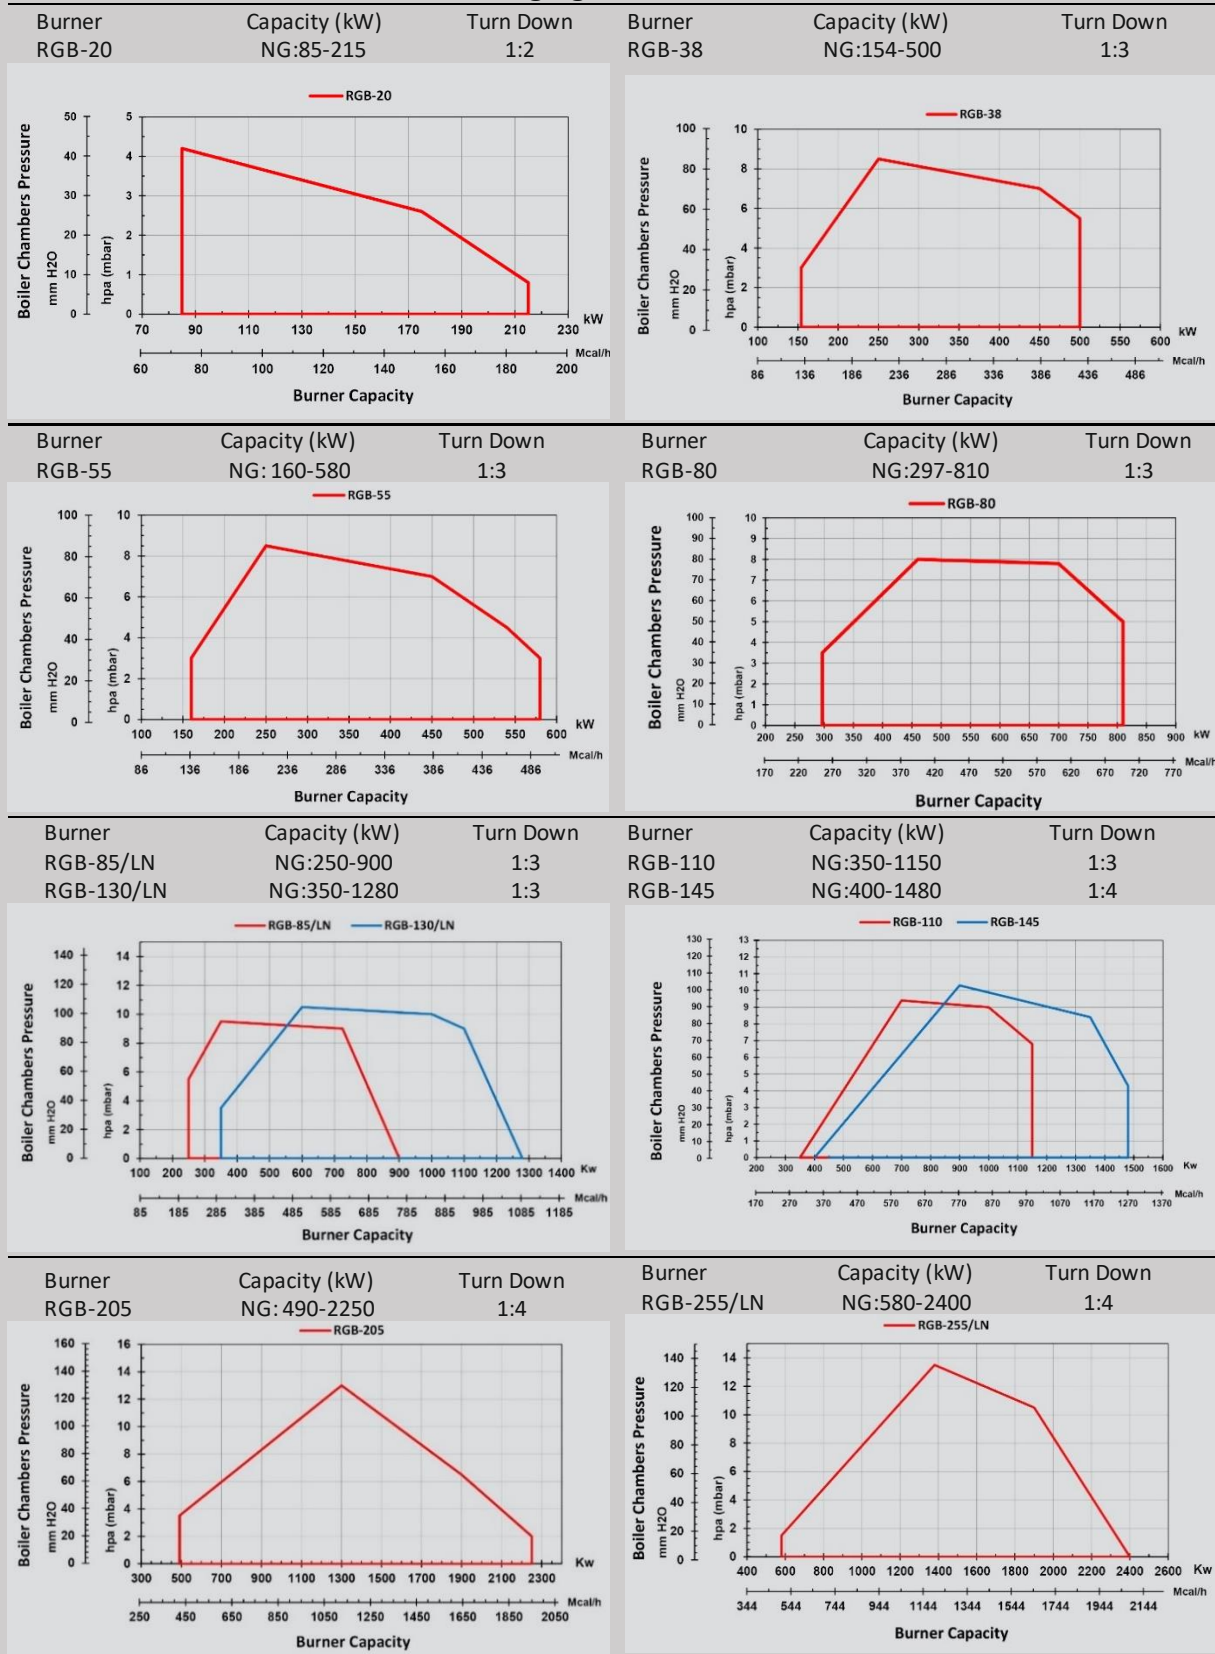 Burner Capacity (kW) Turn Down
RGB-20 NG:85-215 1:2
RGB-20
Boiler Chambers Pressure
mm H2O
50
40
30
20
10
0
hpa (mbar)
5
4
3
2
1
0
70 90 110 130 150 170 190 210 230 kW
60 80 100 120 140 160 180 200 Mcal/h
Burner Capacity
Burner Capacity (kW) Turn Down
RGB-38 NG:154-500 1:3
RGB-38
Boiler Chambers Pressure
mm H2O
100
80
60
40
20
0
hpa (mbar)
10
8
6
4
2
0
100 150 200 250 300 350 400 450 500 550 600 kW
86 136 186 236 286 336 386 436 486 Mcal/h
Burner Capacity
Burner Capacity (kW) Turn Down
RGB-55 NG: 160-580 1:3
RGB-55
Boiler Chambers Pressure
mm H2O
100
80
60
40
20
0
hpa (mbar)
10
8
6
4
2
0
100 150 200 250 300 350 400 450 500 550 600 kW
86 136 186 236 286 336 386 436 486 Mcal/h
Burner Capacity
Burner Capacity (kW) Turn Down
RGB-80 NG:297-810 1:3
RGB-80
Boiler Chambers Pressure
mm H2O
100
90
80
70
60
50
40
30
20
10
0
hpa (mbar)
10
9
8
7
6
5
4
3
2
1
0
200 250 300 350 400 450 500 550 600 650 700 750 800 850 900 kW
170 220 270 320 370 420 470 520 570 620 670 720 770 Mcal/h
Burner Capacity
Burner Capacity (kW) Turn Down
RGB-85/LN NG:250-900 1:3
RGB-130/LN NG:350-1280 1:3
RGB-85/LN RGB-130/LN
Boiler Chambers Pressure
mm H2O
140
120
100
80
60
40
20
0
hpa (mbar)
14
12
10
8
6
4
2
0
100 200 300 400 500 600 700 800 900 1000 1100 1200 1300 1400 Kw
85 185 285 385 485 585 685 785 885 985 1085 1185 Mcal/h
Burner Capacity
Burner Capacity (kW) Turn Down
RGB-110 NG:350-1150 1:3
RGB-145 NG:400-1480 1:4
RGB-110 RGB-145
Boiler Chambers Pressure
mm H2O
130
120
110
100
90
80
70
60
50
40
30
20
10
0
hpa (mbar)
13
12
11
10
9
8
7
6
5
4
3
2
1
0
200 300 400 500 600 700 800 900 1000 1100 1200 1300 1400 1500 1600 Kw
170 270 370 470 570 670 770 870 970 1070 1170 1270 1370 Mcal/h
Burner Capacity
Burner Capacity (kW) Turn Down
RGB-205 NG: 490-2250 1:4
RGB-205
Boiler Chambers Pressure
mm H2O
160
140
120
100
80
60
40
20
0
hpa (mbar)
16
14
12
10
8
6
4
2
0
300 500 700 900 1100 1300 1500 1700 1900 2100 2300 Kw
250 450 650 850 1050 1250 1450 1650 1850 2050 Mcal/h
Burner Capacity
Burner Capacity (kW) Turn Down
RGB-255/LN NG:580-2400 1:4
RGB-255/LN
Boiler Chambers Pressure
mm H2O
140
120
100
80
60
40
20
0
hpa (mbar)
14
12
10
8
6
4
2
0
400 600 800 1000 1200 1400 1600 1800 2000 2200 2400 2600 Kw
344 544 744 944 1144 1344 1544 1744 1944 2144 Mcal/h
Burner Capacity